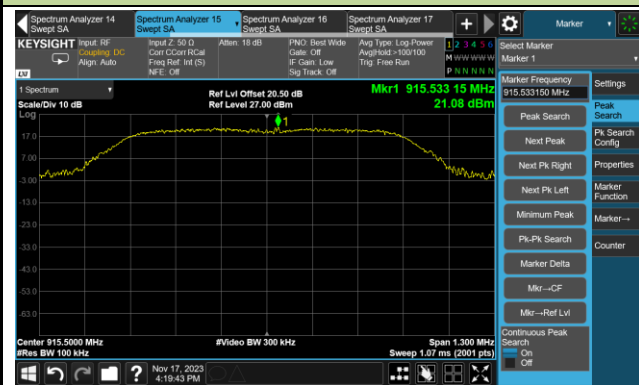 Spectrum Analyzer 14
Swept SA
Spectrum Analyzer 15
Swept SA
Spectrum Analyzer 16
Swept SA
Spectrum Analyzer 17
Swept SA
+
Marker
KEYSIGHT
Input: RF
Coupling: DC
Align: Auto
Input Z: 50 Ω
Corr CCorr RCal
Freq Ref: Int (S)
NFE: Off
Atten: 18 dB
PNO: Best Wide
Gate: Off
IF Gain: Low
Sig Track: Off
Avg Type: Log-Power
Avg|Hold:>100/100
Trig: Free Run
1 2 3 4 5 6
M W W W W W
P N N N N N
LXI
Select Marker
Marker 1
1 Spectrum
Scale/Div 10 dB
Log
Ref Lvl Offset 20.50 dB
Ref Level 27.00 dBm
Mkr1 915.533 15 MHz
21.08 dBm
1
17.0
7.00
-3.00
-13.0
-23.0
-33.0
-43.0
-53.0
-63.0
Center 915.5000 MHz
#Res BW 100 kHz
#Video BW 300 kHz
Span 1.300 MHz
Sweep 1.07 ms (2001 pts)
Marker Frequency
915.533150 MHz
Peak Search
Next Peak
Next Pk Right
Next Pk Left
Minimum Peak
Pk-Pk Search
Marker Delta
Mkr→CF
Mkr→Ref Lvl
Continuous Peak
Search
On
Off
Settings
Peak
Search
Pk Search
Config
Properties
Marker
Function
Marker→
Counter
?
Nov 17, 2023
4:19:43 PM